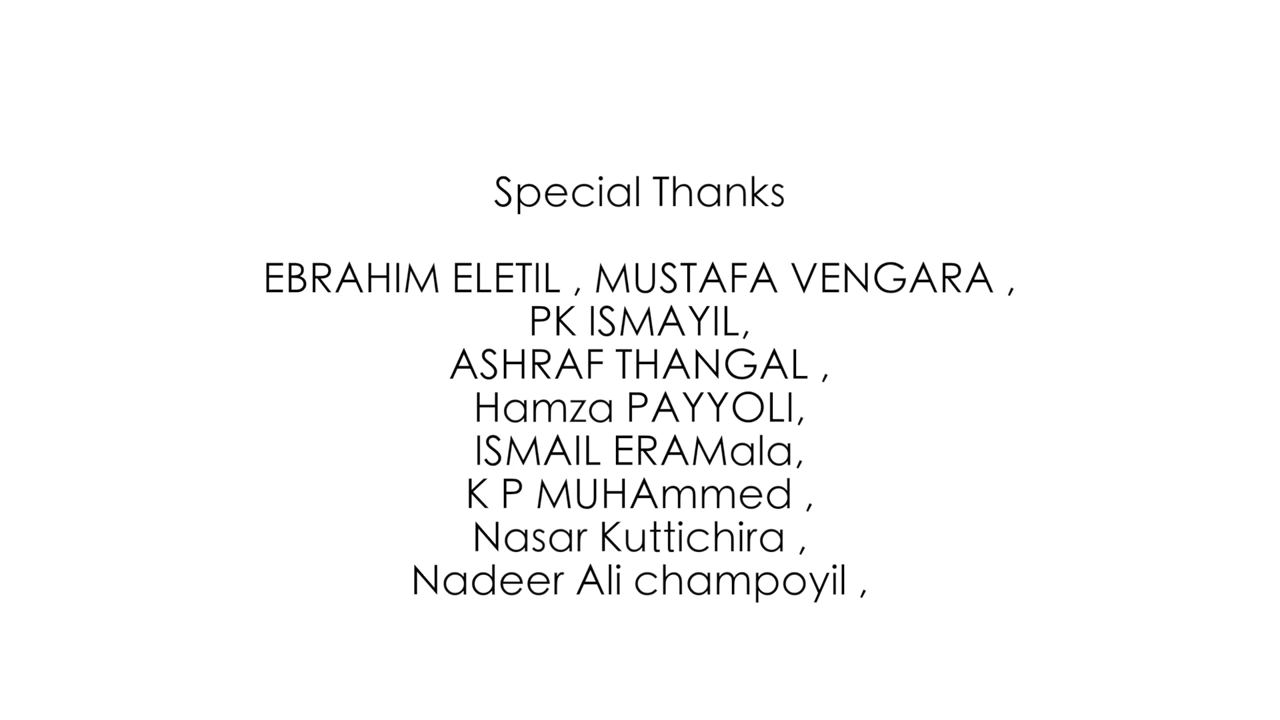 Special Thanks
EBRAHIM ELETIL , MUSTAFA VENGARA ,
PK ISMAYIL,
ASHRAF THANGAL ,
Hamza PAYYOLI,
ISMAIL ERAMala,
K P MUHAmmed ,
Nasar Kuttichira ,
Nadeer Ali champoyil ,